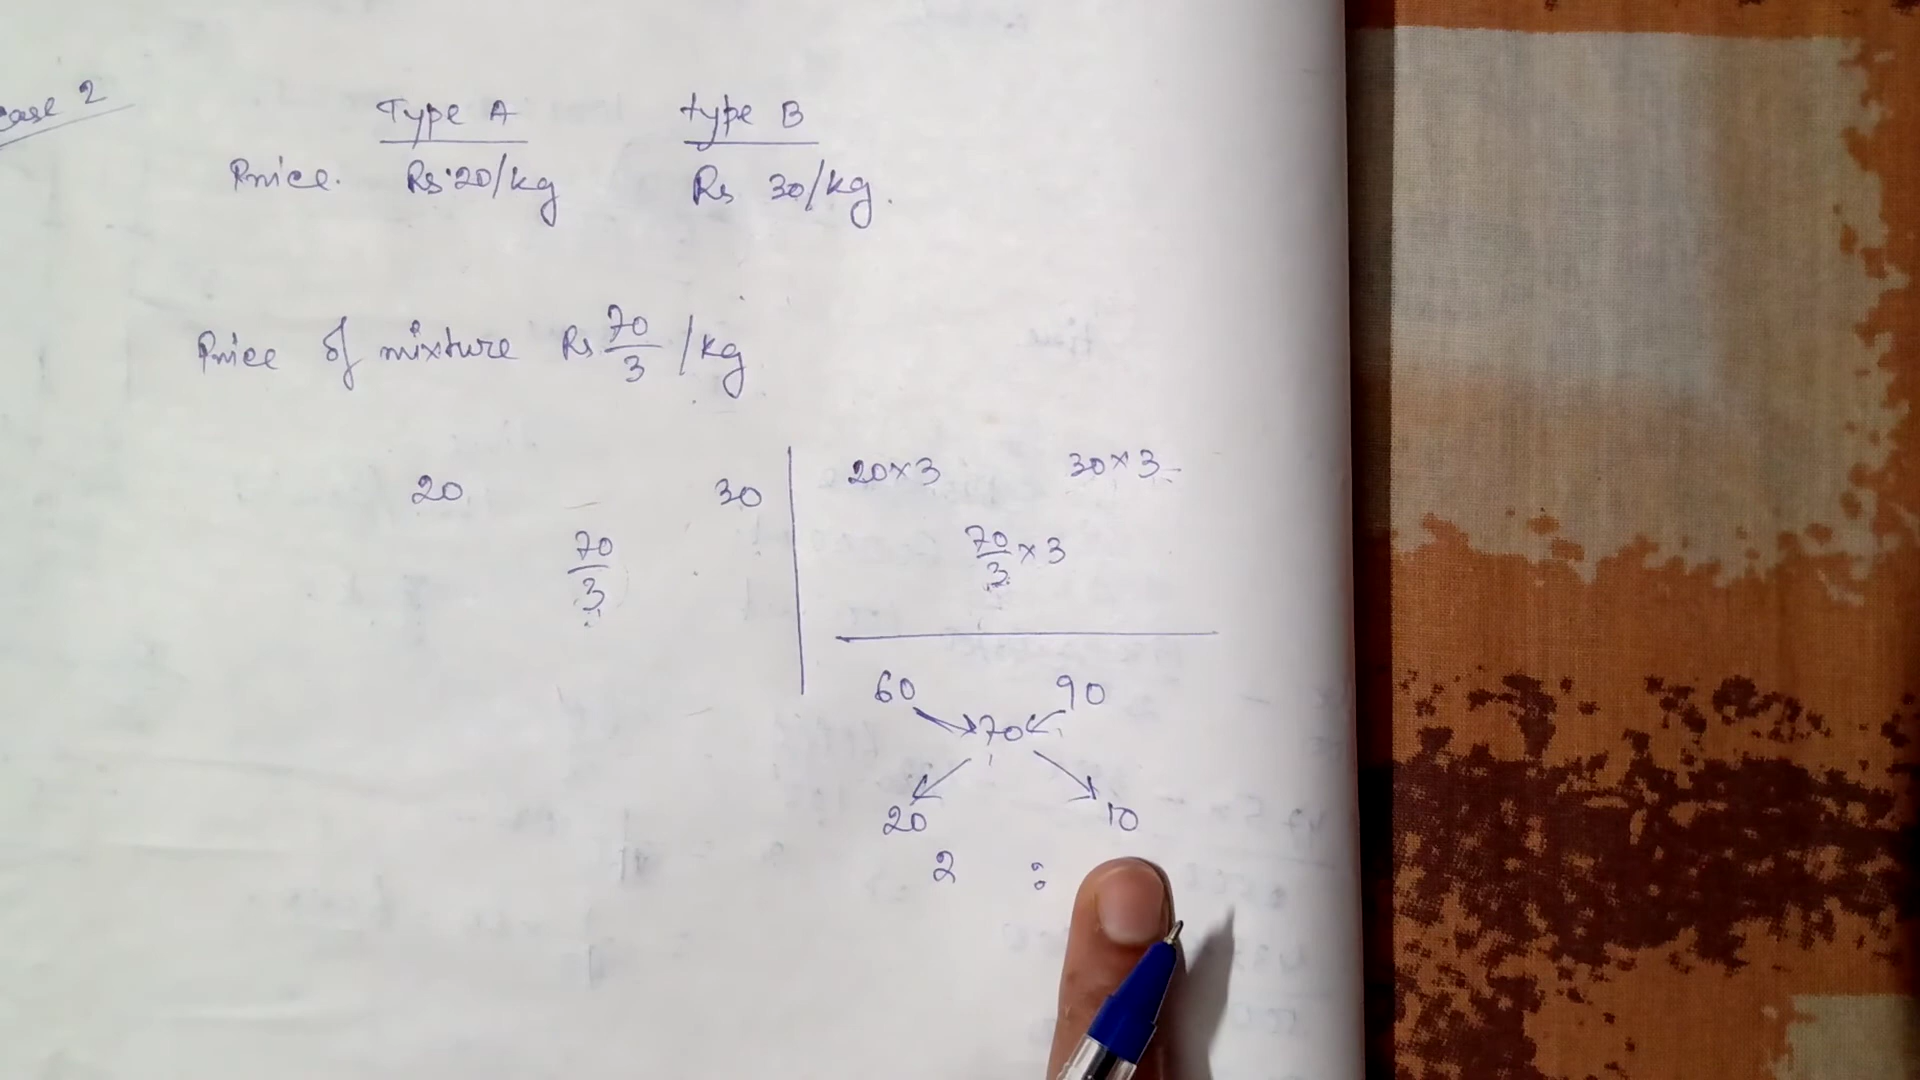 case 2
Type A type B
Price. Rs. 20/kg Rs 30/kg.
Price of mixture Rs 70/3 /kg
20 30
70/3
20×3 30×3
70/3 ×3
60 90
70
20 10
2 :